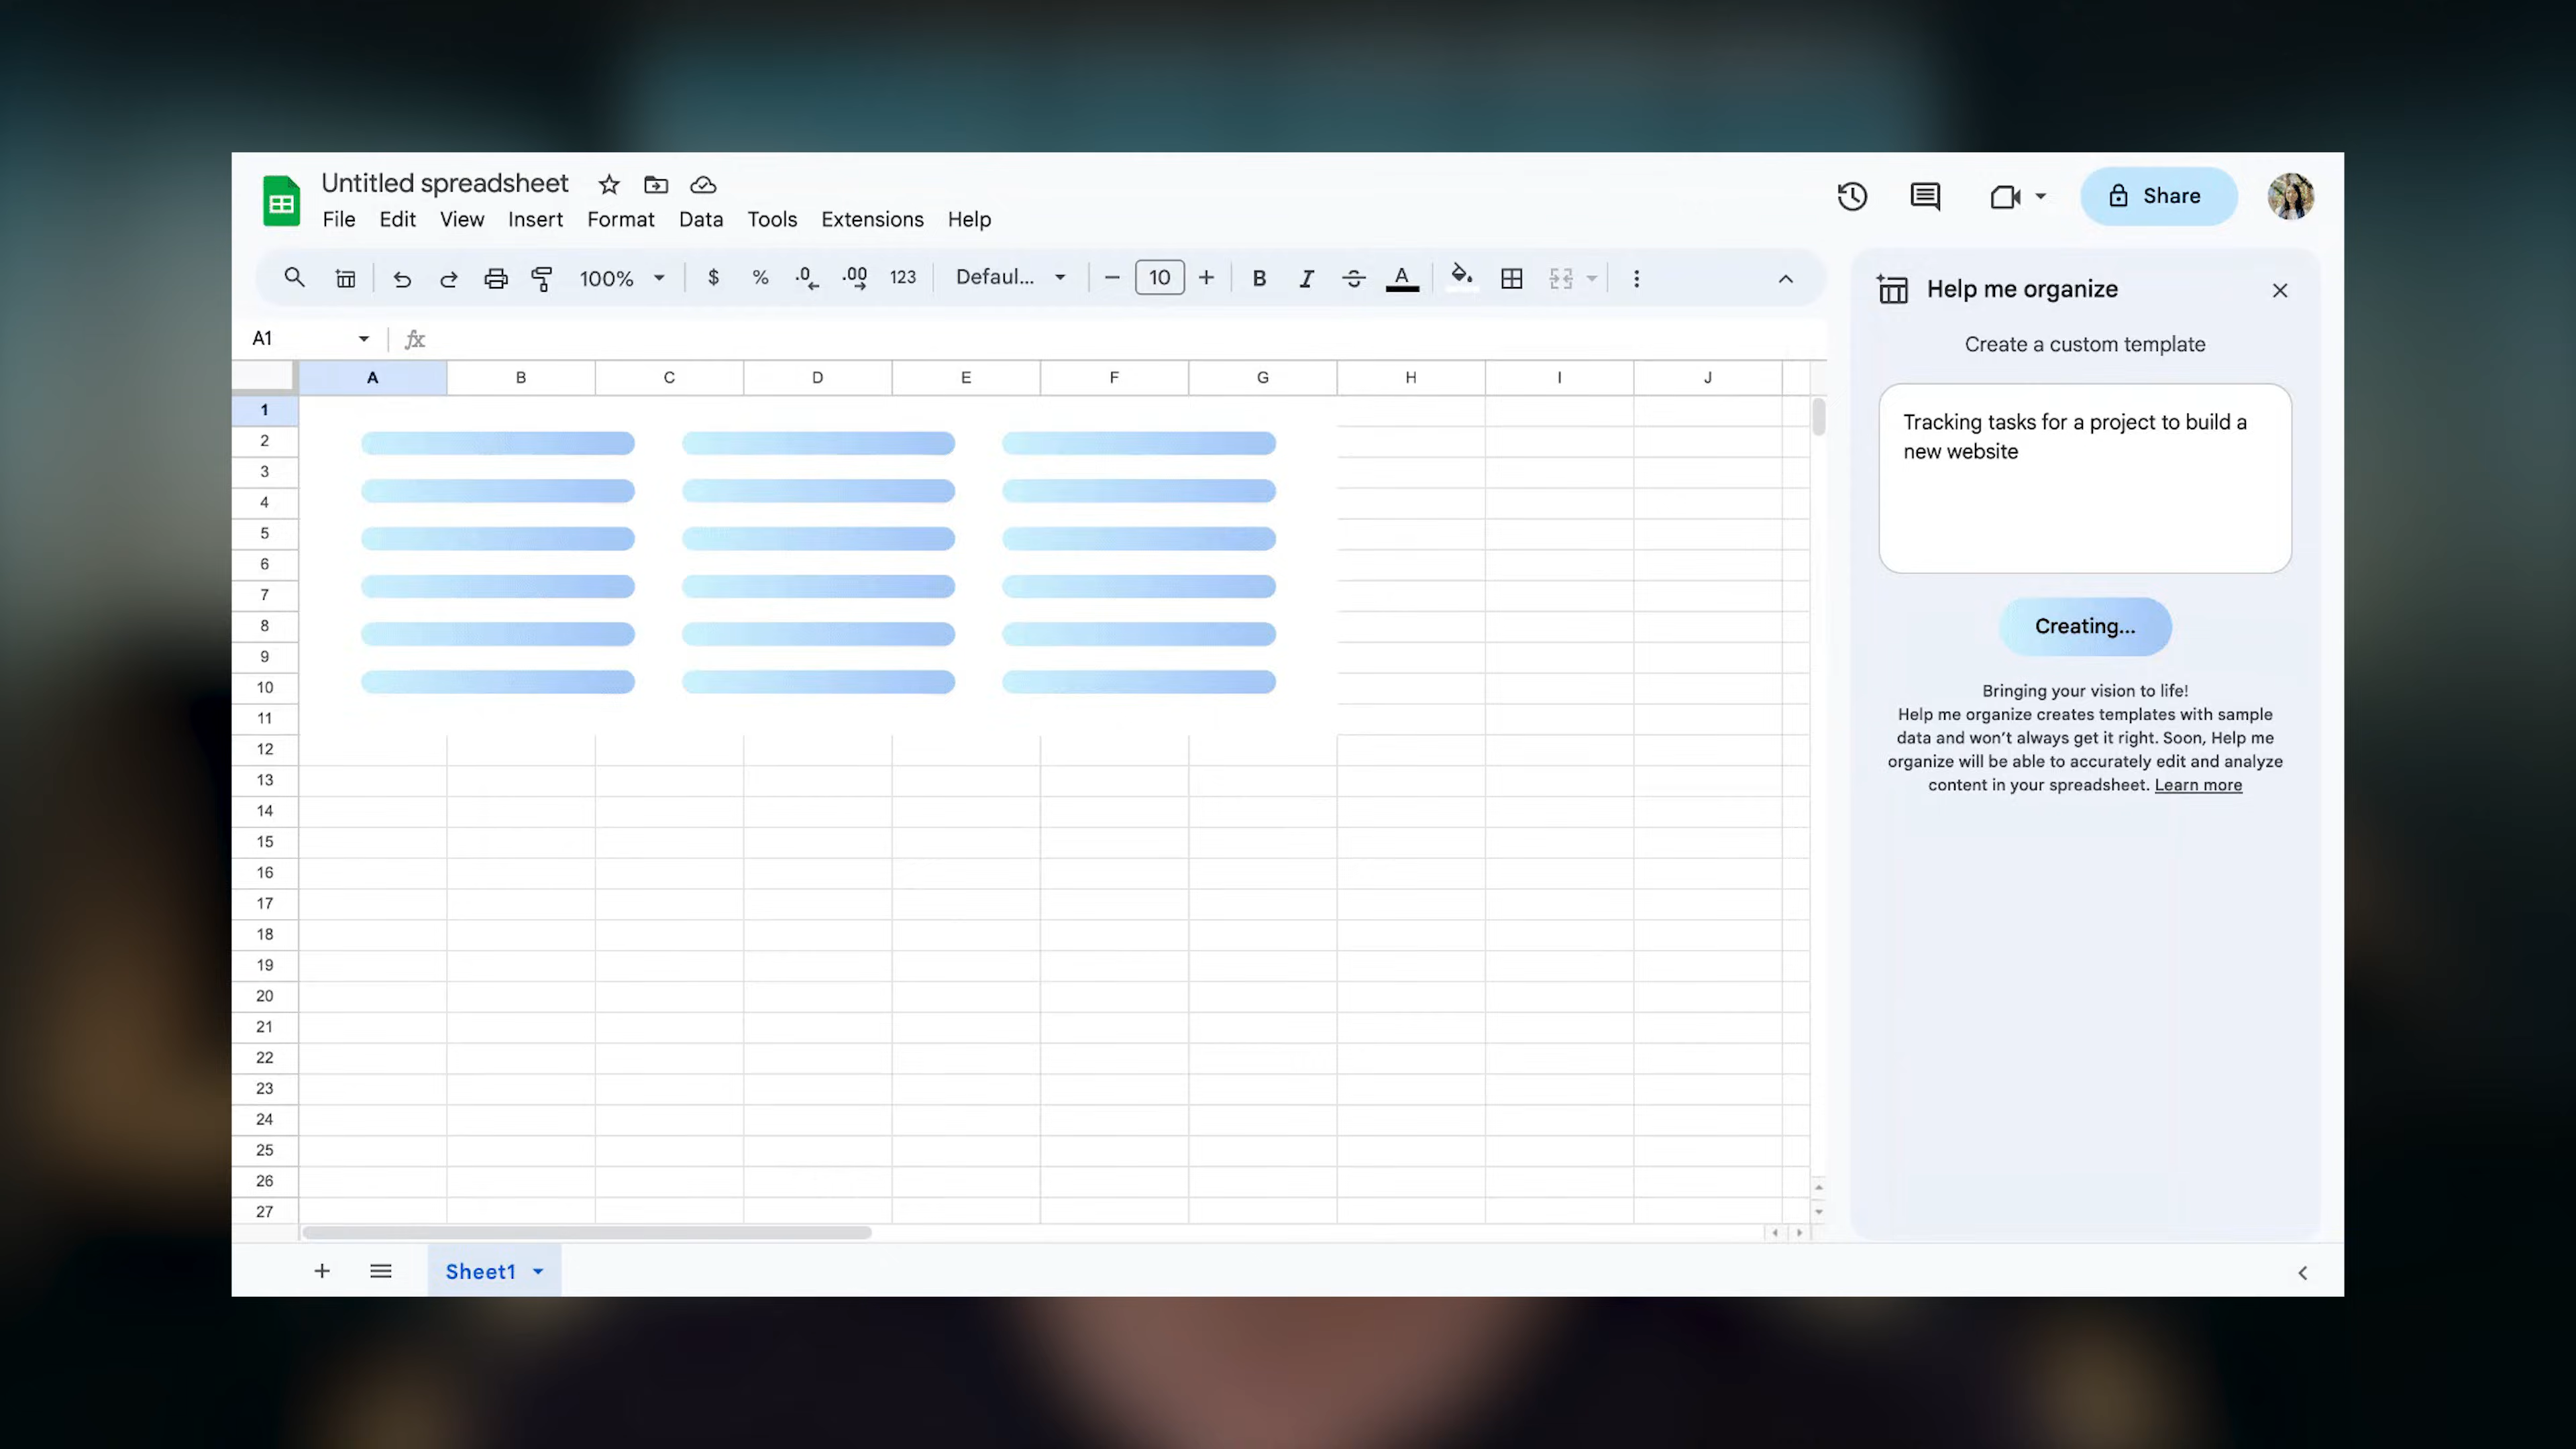 Untitled spreadsheet
File Edit View Insert Format Data Tools Extensions Help
Share
100% $ % .0 .00 123 Defaul... 10 B I A
A1 fx
A B C D E F G H I J
1
2
3
4
5
6
7
8
9
10
11
12
13
14
15
16
17
18
19
20
21
22
23
24
25
26
27
Sheet1
Help me organize
Create a custom template
Tracking tasks for a project to build a
new website
Creating...
Bringing your vision to life!
Help me organize creates templates with sample
data and won’t always get it right. Soon, Help me
organize will be able to accurately edit and analyze
content in your spreadsheet. Learn more